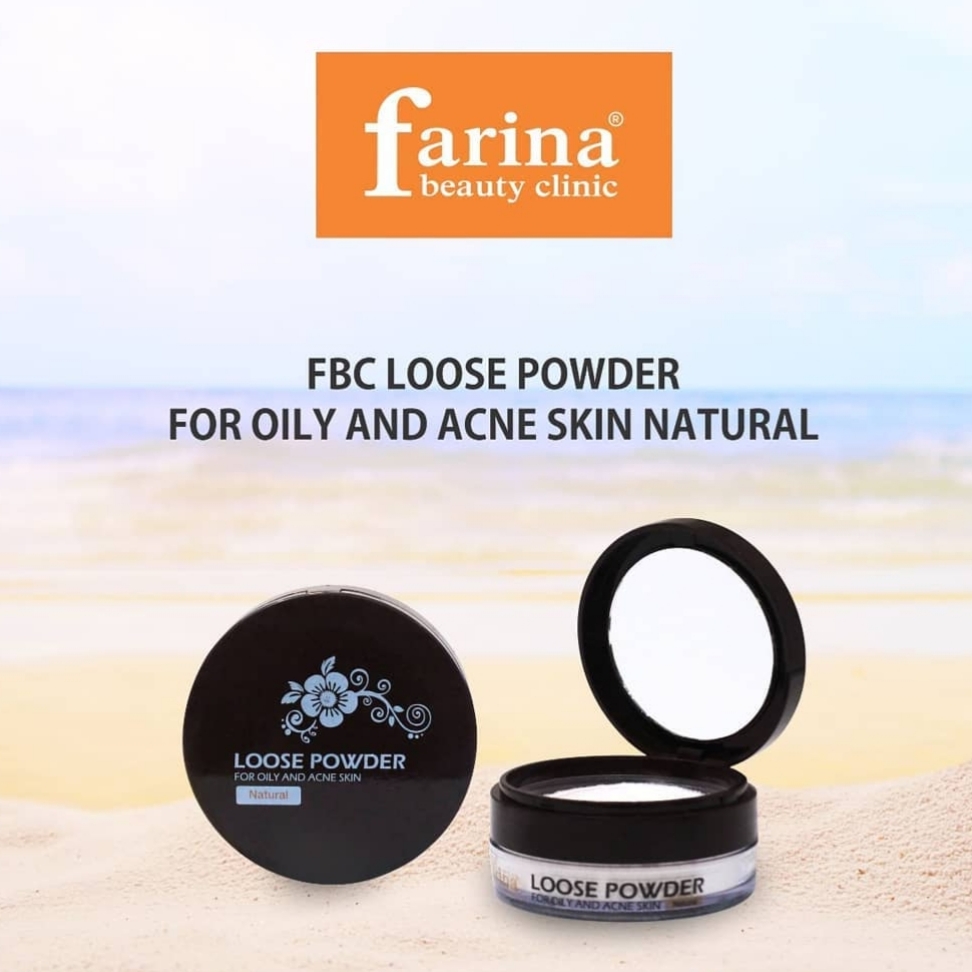 farina®
beauty clinic
FBC LOOSE POWDER
FOR OILY AND ACNE SKIN NATURAL
LOOSE POWDER
FOR OILY AND ACNE SKIN
Natural
LOOSE POWDER
FOR OILY AND ACNE SKIN
Natural